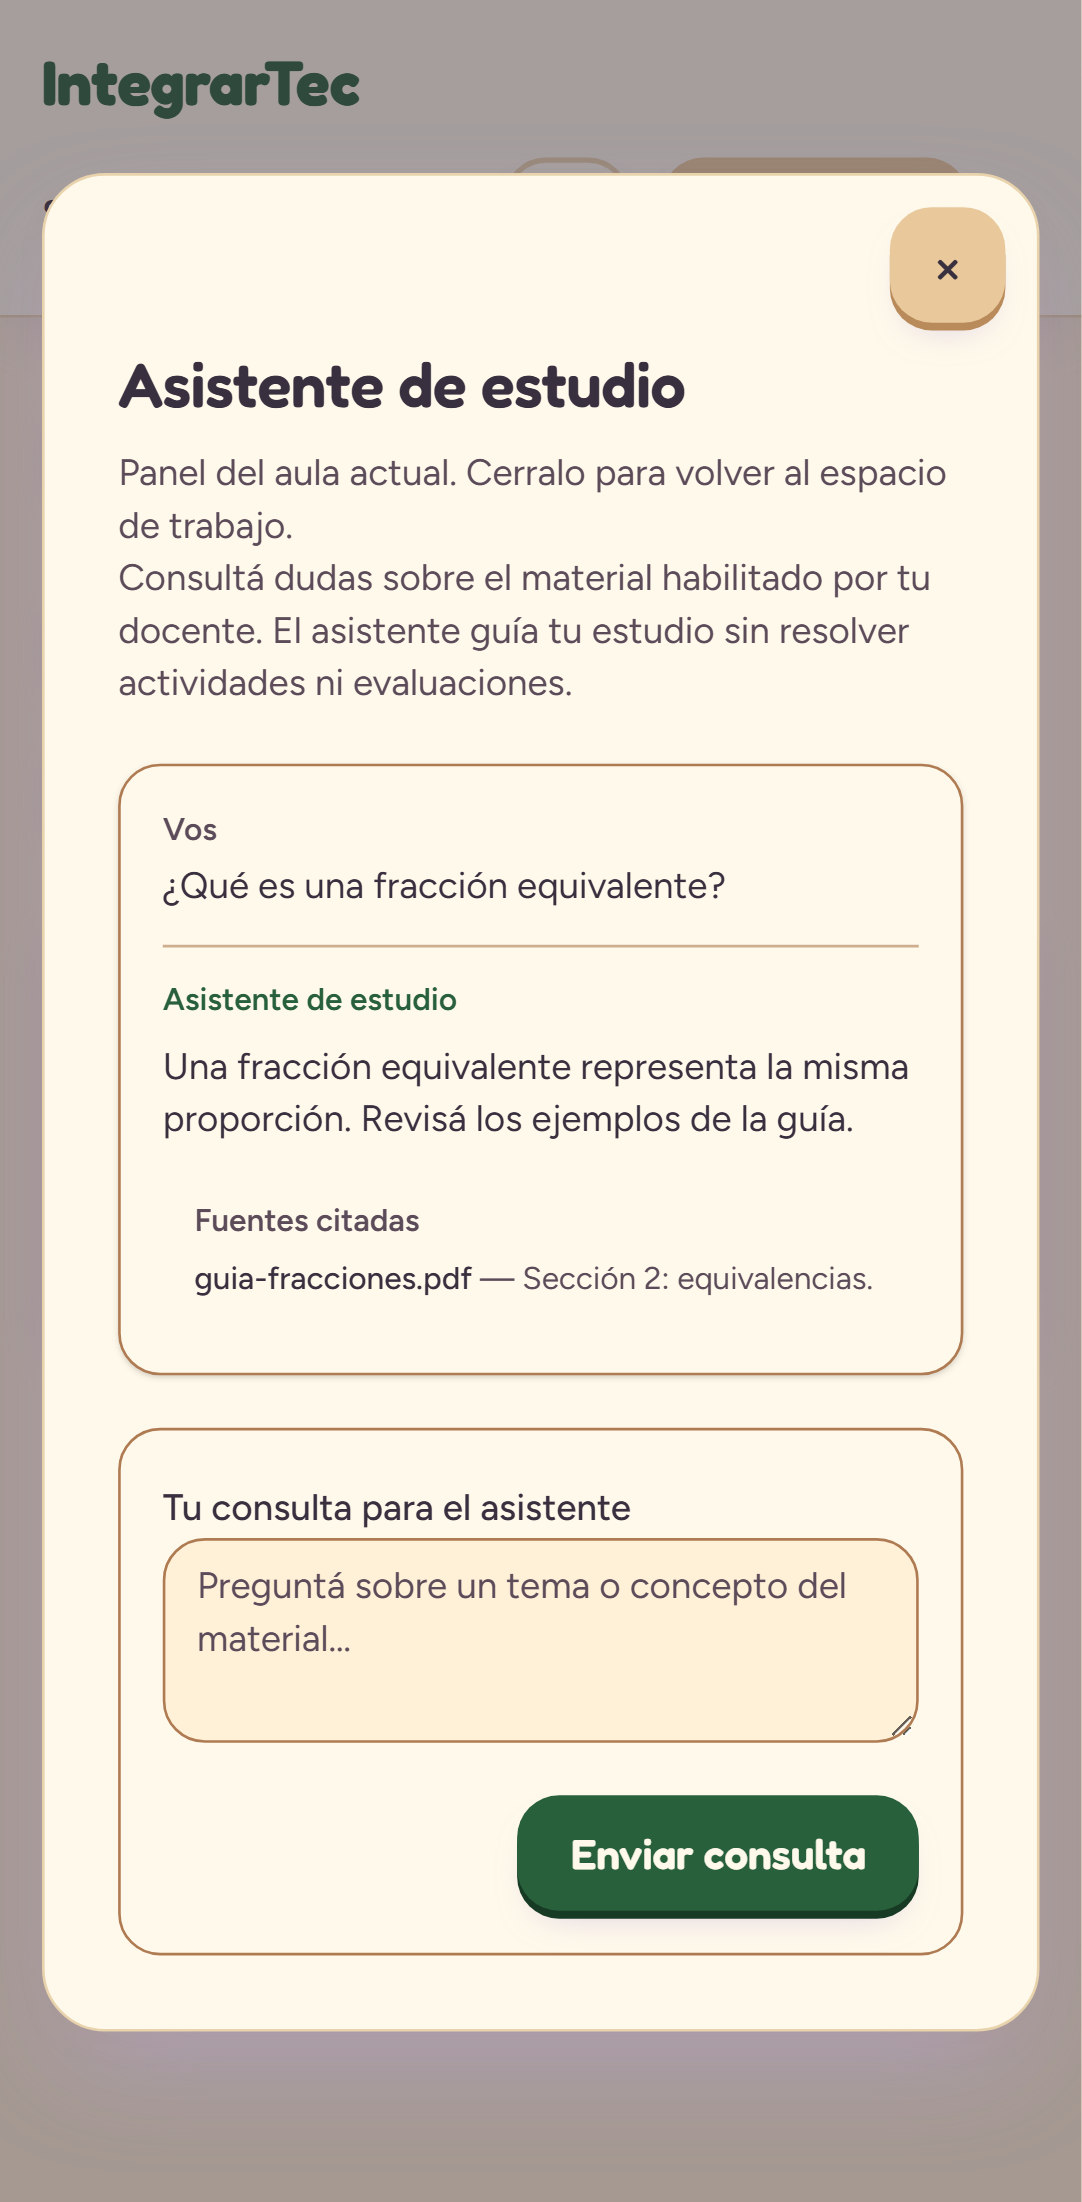 IntegrarTec
×
Asistente de estudio
Panel del aula actual. Cerralo para volver al espacio
de trabajo.
Consultá dudas sobre el material habilitado por tu
docente. El asistente guía tu estudio sin resolver
actividades ni evaluaciones.
Vos
¿Qué es una fracción equivalente?
Asistente de estudio
Una fracción equivalente representa la misma
proporción. Revisá los ejemplos de la guía.
Fuentes citadas
guia-fracciones.pdf — Sección 2: equivalencias.
Tu consulta para el asistente
Preguntá sobre un tema o concepto del
material...
Enviar consulta